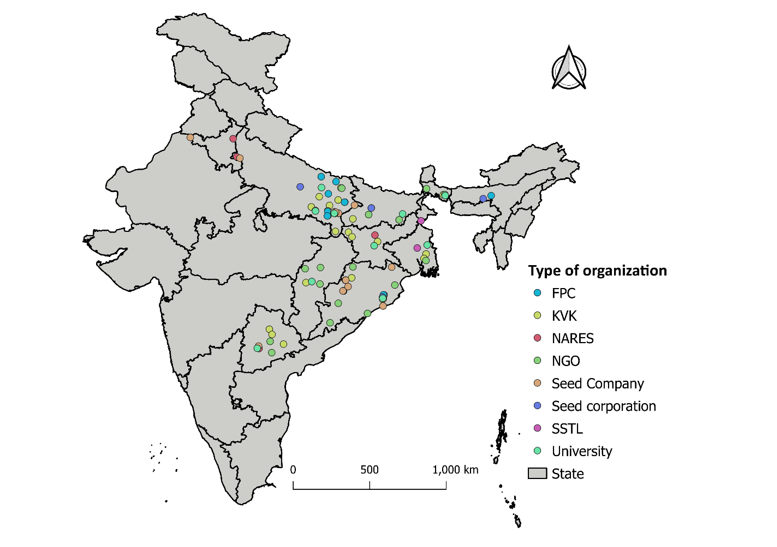 Type of organization
FPC
KVK
NARES
NGO
Seed Company
Seed corporation
SSTL
University
State
0 500 1,000 km